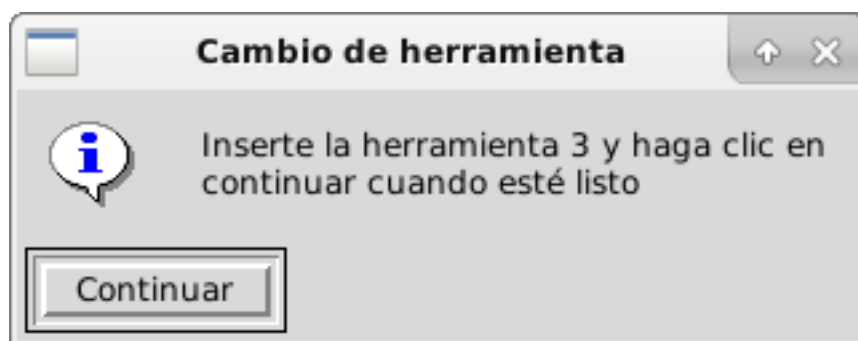 Cambio de herramienta
Inserte la herramienta 3 y haga clic en
continuar cuando esté listo
Continuar